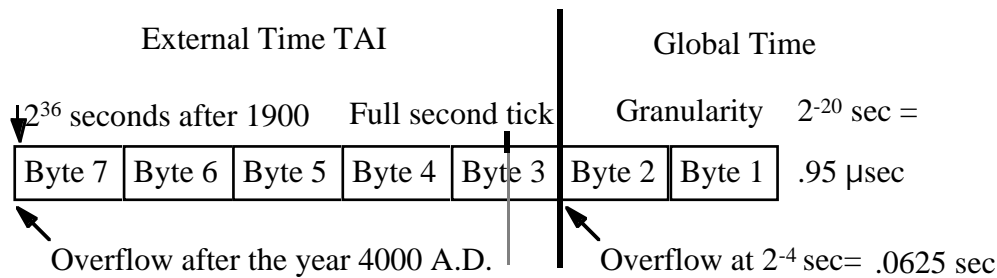 External Time TAI
Global Time
2³⁶ seconds after 1900
Full second tick
Granularity 2⁻²⁰ sec =
Byte 7 Byte 6 Byte 5 Byte 4 Byte 3 Byte 2 Byte 1
.95 μsec
Overflow after the year 4000 A.D.
Overflow at 2⁻⁴ sec= .0625 sec